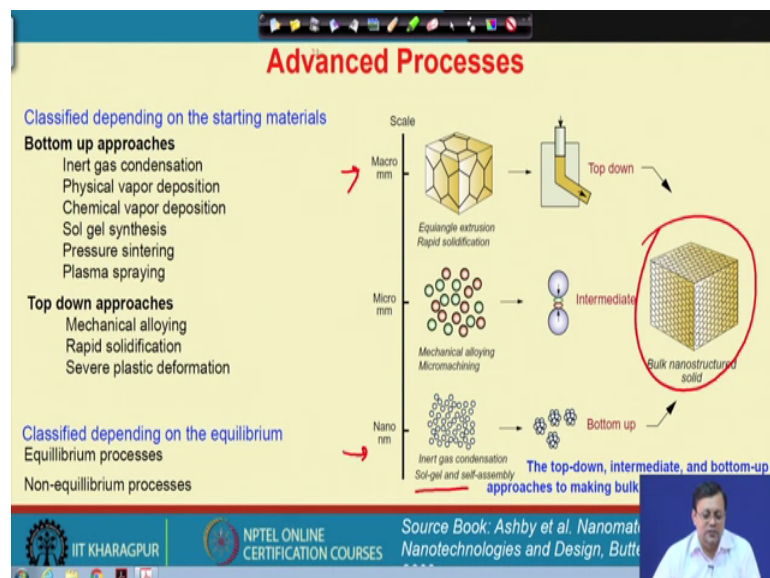 Advanced Processes
Classified depending on the starting materials
Bottom up approaches
Inert gas condensation
Physical vapor deposition
Chemical vapor deposition
Sol gel synthesis
Pressure sintering
Plasma spraying
Top down approaches
Mechanical alloying
Rapid solidification
Severe plastic deformation
Classified depending on the equilibrium
Equillibrium processes
Non-equillibrium processes
Scale
Macro
mm
Equiangle extrusion
Rapid solidification
Top down
Micro
mm
Mechanical alloying
Micromachining
Intermediate
Bulk nanostructured
solid
Nano
nm
Inert gas condensation
Sol-gel and self-assembly
Bottom up
The top-down, intermediate, and bottom-up
approaches to making bulk
IIT KHARAGPUR
NPTEL ONLINE
CERTIFICATION COURSES
Source Book: Ashby et al.
Nanotechnologies and Design,